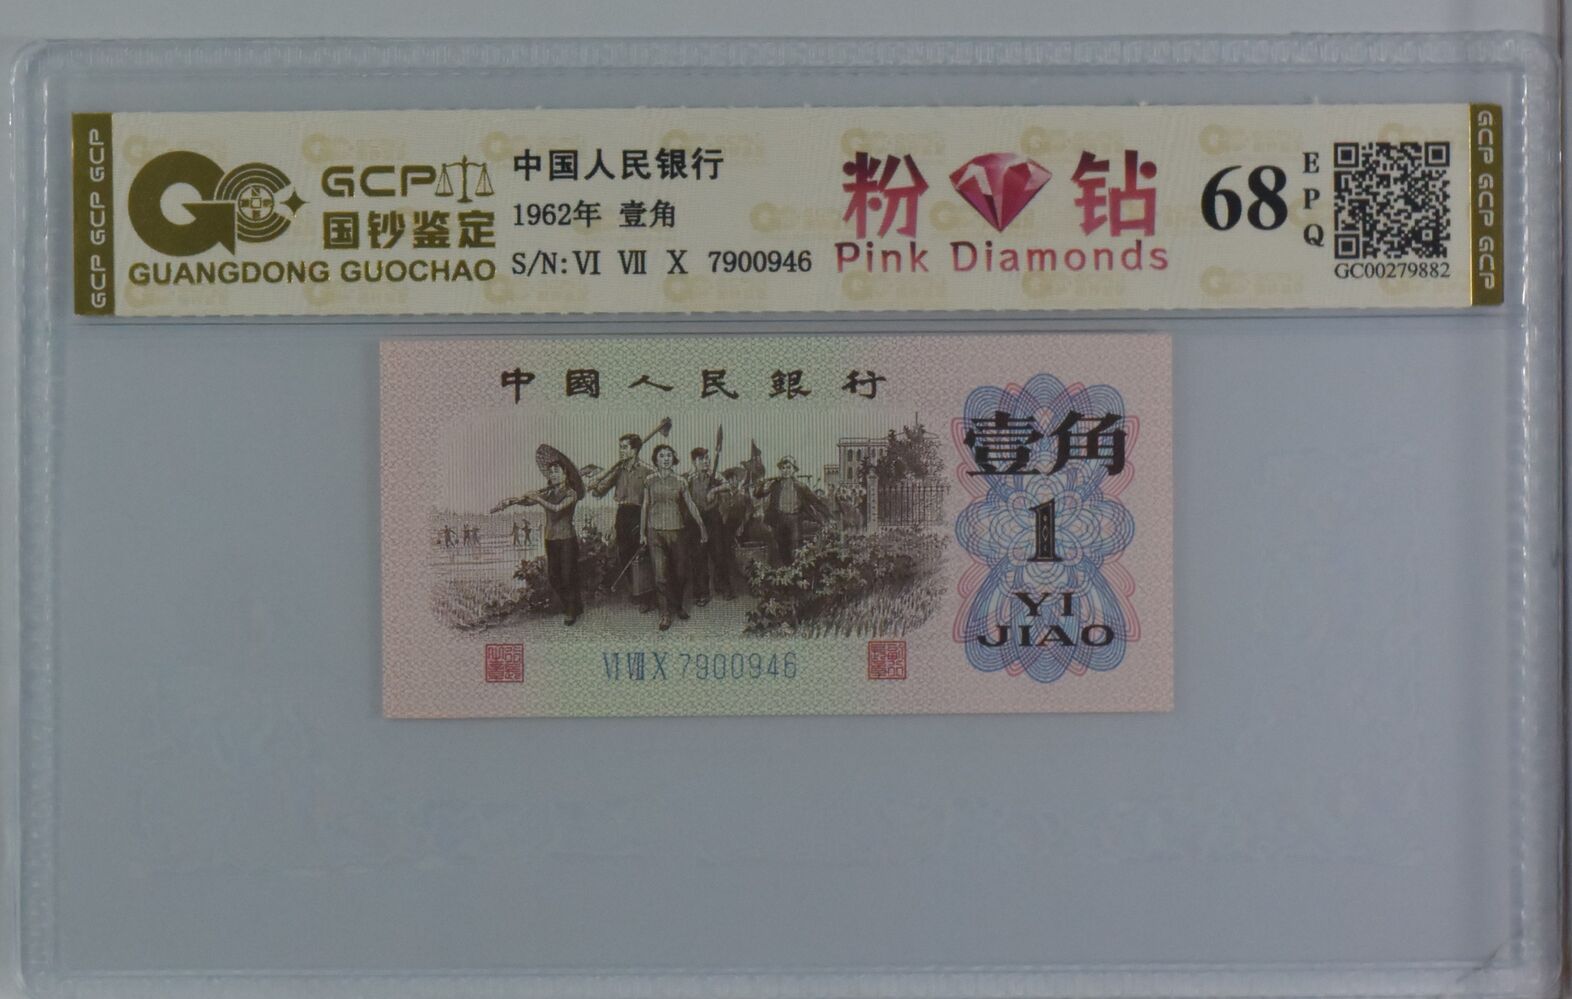 GCP GCP GCP
GCP
国钞鉴定
GUANGDONG GUOCHAO
中国人民银行
1962年 壹角
S/N:VI VII X 7900946
粉钻
Pink Diamonds
68
EPQ
GC00279882
GCP GCP GCP
中國人民銀行
壹角
1
YI
JIAO
VI VII X 7900946